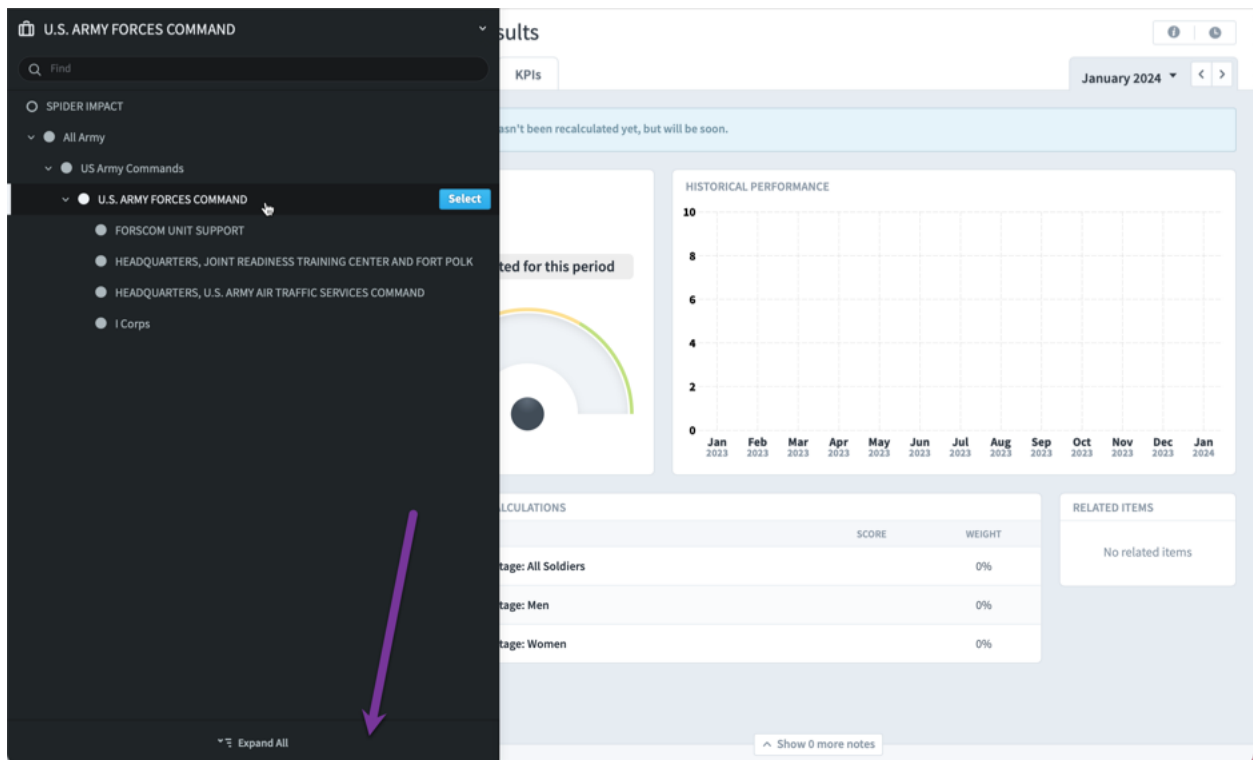 U.S. ARMY FORCES COMMAND
Find
SPIDER IMPACT
All Army
US Army Commands
U.S. ARMY FORCES COMMAND
Select
FORSCOM UNIT SUPPORT
HEADQUARTERS, JOINT READINESS TRAINING CENTER AND FORT POLK
HEADQUARTERS, U.S. ARMY AIR TRAFFIC SERVICES COMMAND
I Corps
Expand All
sults
KPIs
January 2024
asn't been recalculated yet, but will be soon.
ted for this period
HISTORICAL PERFORMANCE
10
8
6
4
2
0
Jan Feb Mar Apr May Jun Jul Aug Sep Oct Nov Dec Jan
2023 2023 2023 2023 2023 2023 2023 2023 2023 2023 2023 2023 2024
LCULATIONS
SCORE WEIGHT
tage: All Soldiers 0%
tage: Men 0%
tage: Women 0%
RELATED ITEMS
No related items
Show 0 more notes